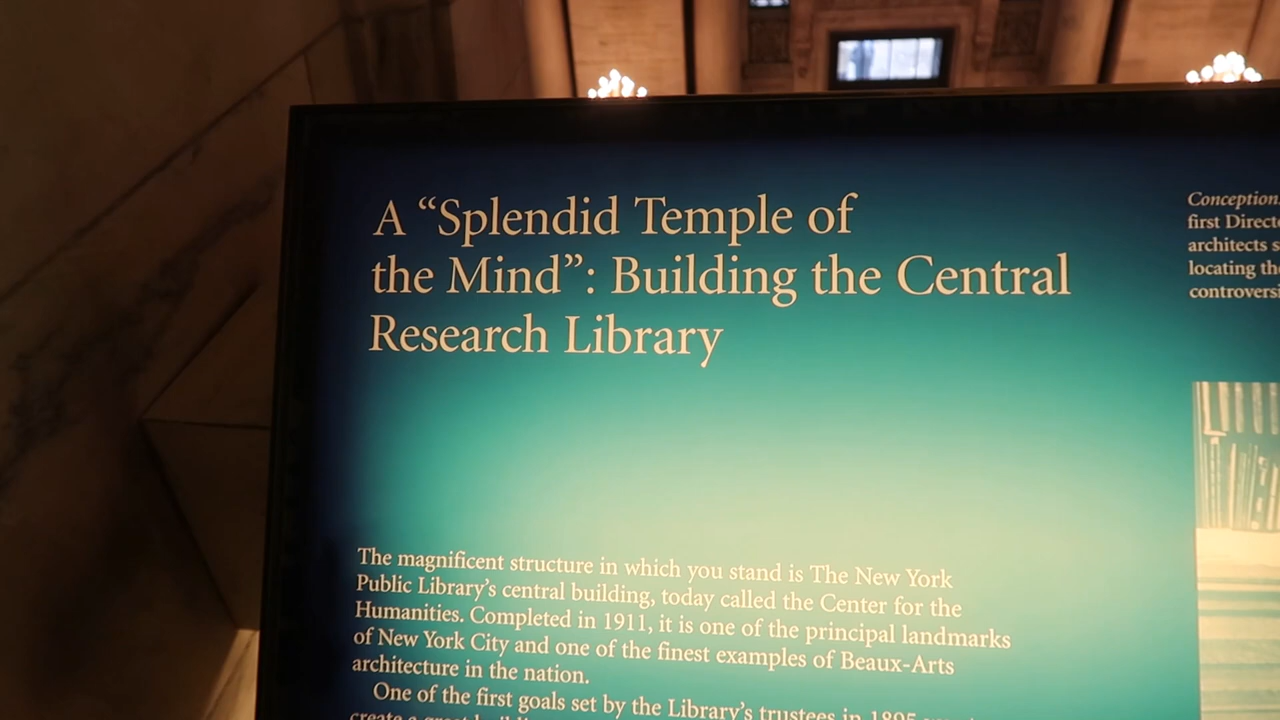 A “Splendid Temple of
the Mind”: Building the Central
Research Library
The magnificent structure in which you stand is The New York
Public Library’s central building, today called the Center for the
Humanities. Completed in 1911, it is one of the principal landmarks
of New York City and one of the finest examples of Beaux-Arts
architecture in the nation.
One of the first goals set by the Library’s trustees in 1895
create a great
Conception.
first
architects
locating